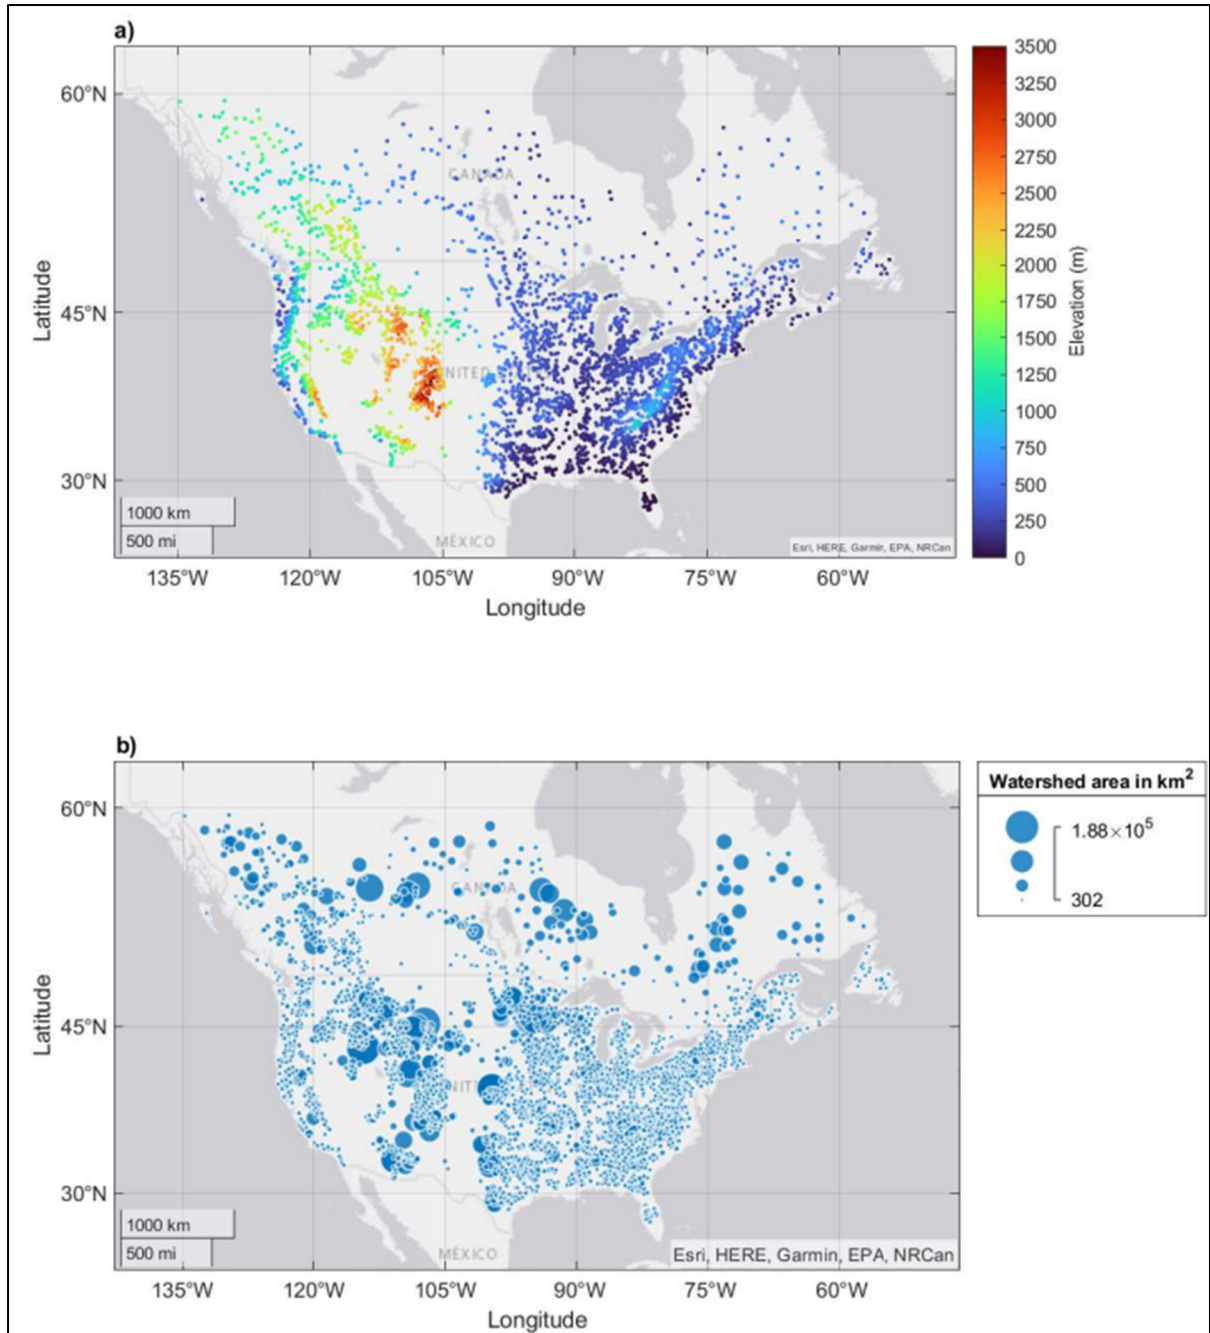 a)
60°N
45°N
30°N
Latitude
CANADA
UNITED
MÉXICO
1000 km
500 mi
Esri, HERE, Garmin, EPA, NRCan
135°W 120°W 105°W 90°W 75°W 60°W
Longitude
3500
3250
3000
2750
2500
2250
2000
1750
1500
1250
1000
750
500
250
0
Elevation (m)
b)
60°N
45°N
30°N
Latitude
CANADA
UNIT
MÉXICO
1000 km
500 mi
Esri, HERE, Garmin, EPA, NRCan
135°W 120°W 105°W 90°W 75°W 60°W
Longitude
Watershed area in km²
1.88×10⁵
302